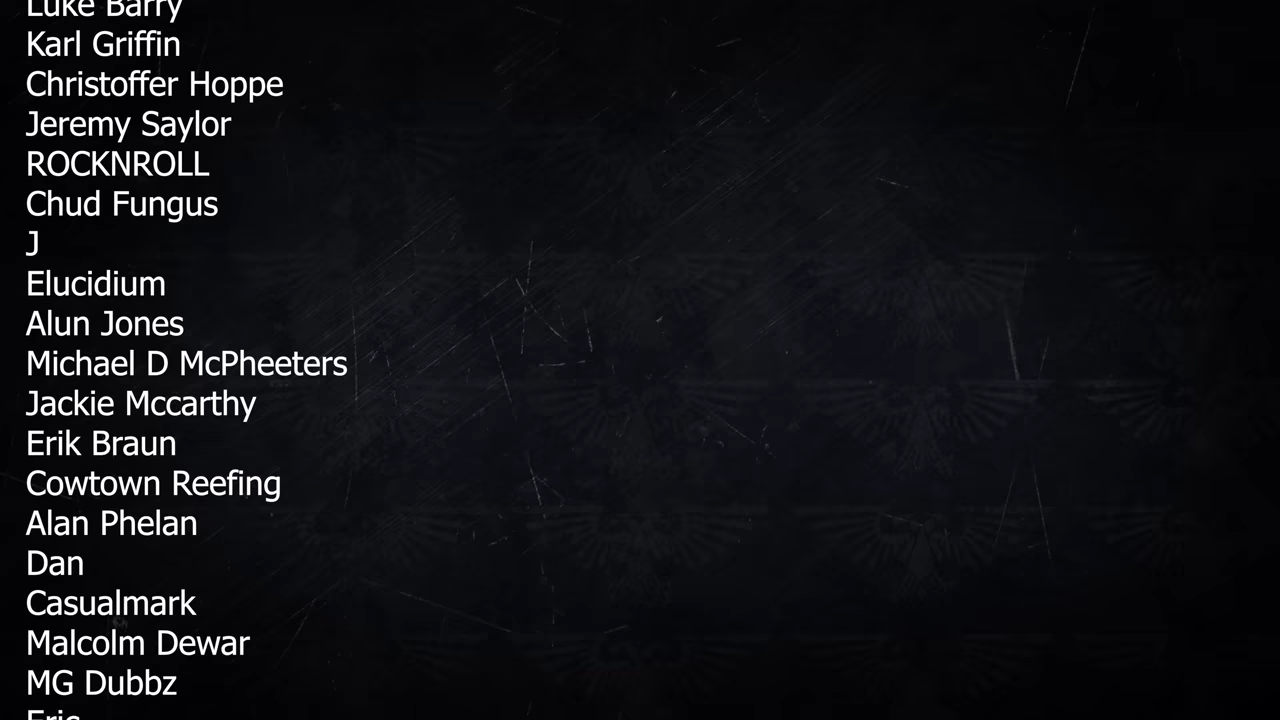 Luke Barry
Karl Griffin
Christoffer Hoppe
Jeremy Saylor
ROCKNROLL
Chud Fungus
J
Elucidium
Alun Jones
Michael D McPheeters
Jackie Mccarthy
Erik Braun
Cowtown Reefing
Alan Phelan
Dan
Casualmark
Malcolm Dewar
MG Dubbz
Eric